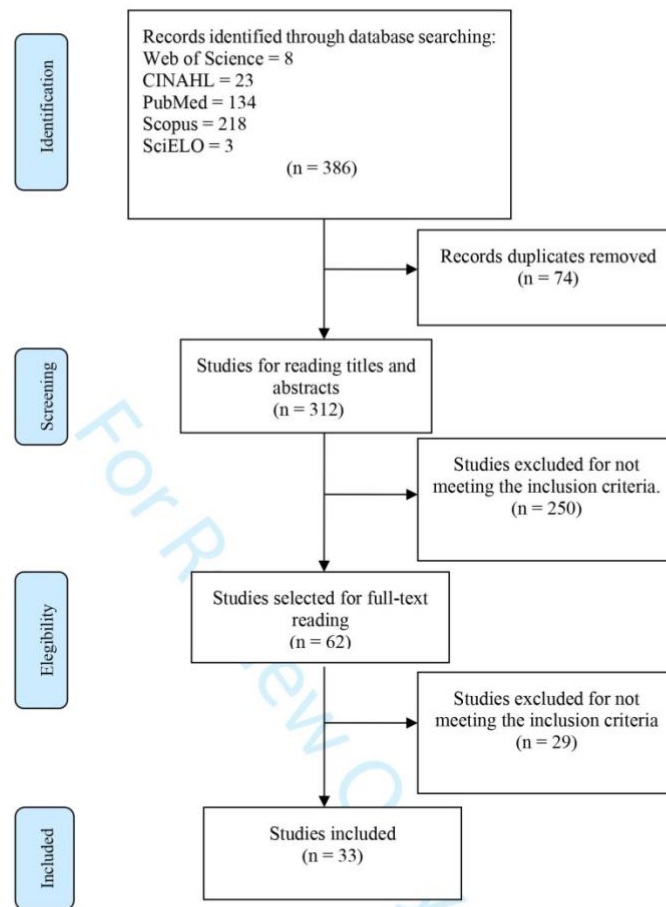 Identification
Records identified through database searching:
Web of Science = 8
CINAHL = 23
PubMed = 134
Scopus = 218
SciELO = 3
(n = 386)
Records duplicates removed
(n = 74)
Screening
Studies for reading titles and
abstracts
(n = 312)
Studies excluded for not
meeting the inclusion criteria.
(n = 250)
Elegibility
Studies selected for full-text
reading
(n = 62)
Studies excluded for not
meeting the inclusion criteria
(n = 29)
Included
Studies included
(n = 33)
For